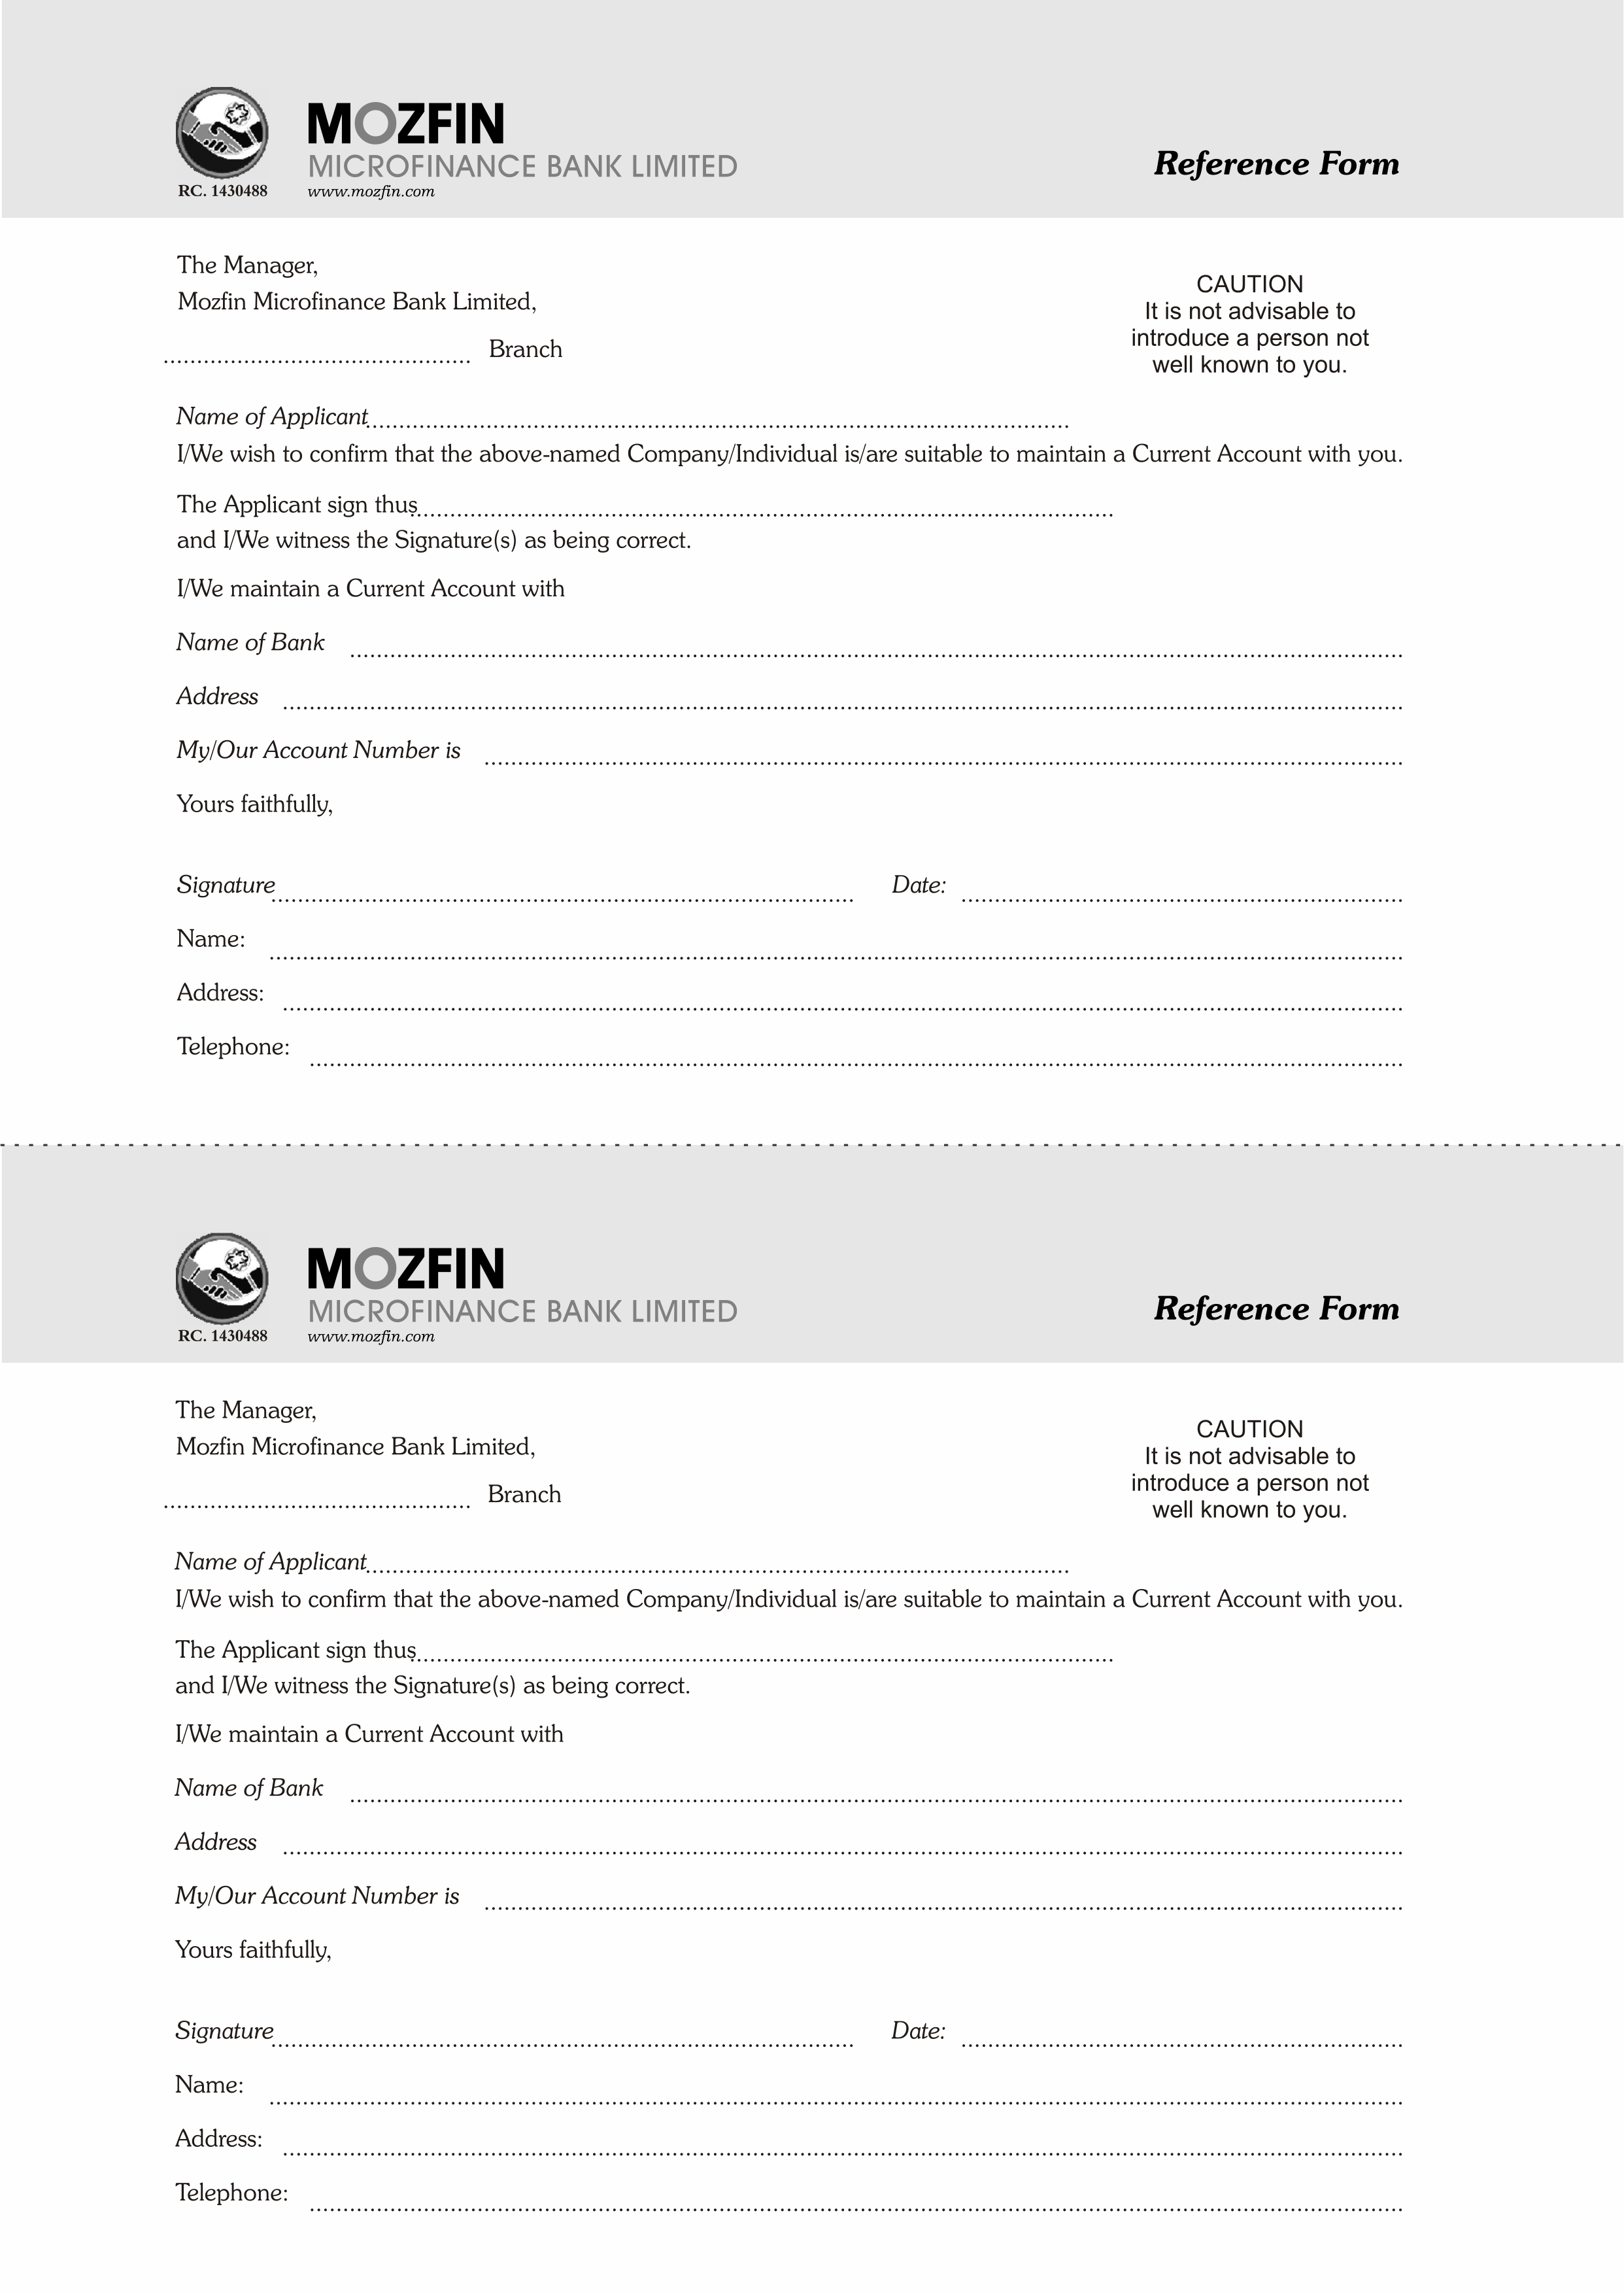 MOZFIN
MICROFINANCE BANK LIMITED
RC. 1430488 www.mozfin.com
Reference Form
The Manager,
Mozfin Microfinance Bank Limited,
.............................................. Branch
CAUTION
It is not advisable to
introduce a person not
well known to you.
Name of Applicant..............................................
I/We wish to confirm that the above-named Company/Individual is/are suitable to maintain a Current Account with you.
The Applicant sign thus..............................................
and I/We witness the Signature(s) as being correct.
I/We maintain a Current Account with
Name of Bank ..............................................
Address ..............................................
My/Our Account Number is ..............................................
Yours faithfully,
Signature.............................................. Date: ..............................................
Name: ..............................................
Address: ..............................................
Telephone: ..............................................
MOZFIN
MICROFINANCE BANK LIMITED
RC. 1430488 www.mozfin.com
Reference Form
The Manager,
Mozfin Microfinance Bank Limited,
.............................................. Branch
CAUTION
It is not advisable to
introduce a person not
well known to you.
Name of Applicant..............................................
I/We wish to confirm that the above-named Company/Individual is/are suitable to maintain a Current Account with you.
The Applicant sign thus..............................................
and I/We witness the Signature(s) as being correct.
I/We maintain a Current Account with
Name of Bank ..............................................
Address ..............................................
My/Our Account Number is ..............................................
Yours faithfully,
Signature.............................................. Date: ..............................................
Name: ..............................................
Address: ..............................................
Telephone: ..............................................